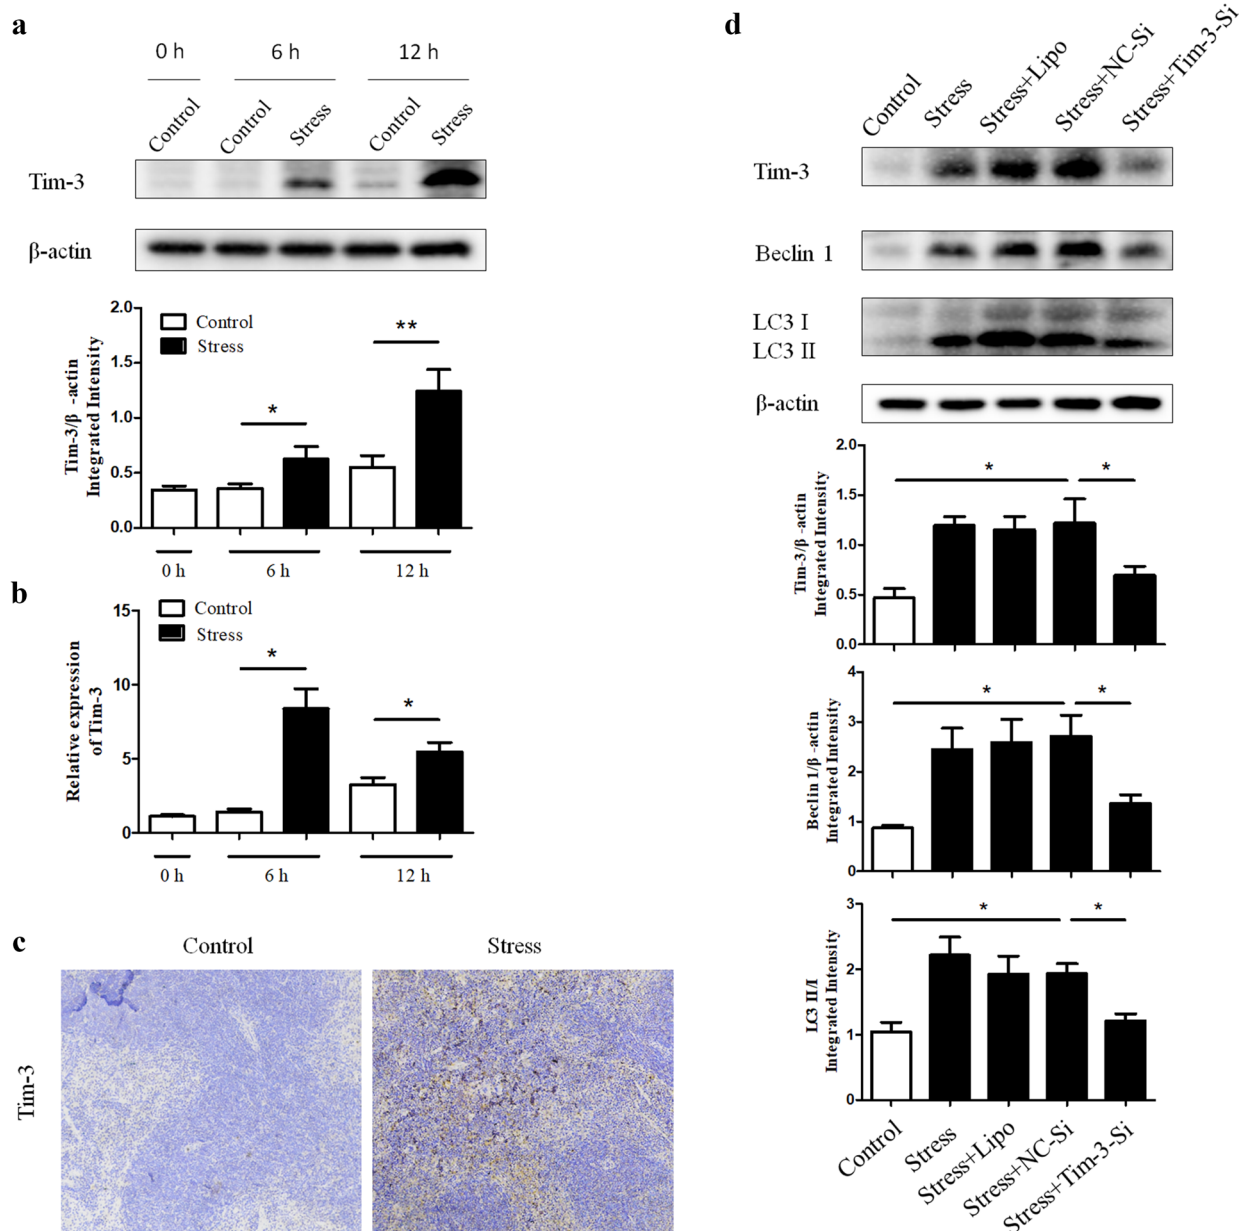 a
0 h 6 h 12 h
Control Control Stress Control Stress
Tim-3
β-actin
2.0
1.5
1.0
0.5
0.0
Tim-3/β -actin
Integrated Intensity
Control
Stress
*
**
0 h 6 h 12 h
b
15
10
5
0
Relative expression
of Tim-3
Control
Stress
*
*
0 h 6 h 12 h
c
Control Stress
Tim-3
d
Control Stress Stress+Lipo Stress+NC-Si Stress+Tim-3-Si
Tim-3
Beclin 1
LC3 I
LC3 II
β-actin
2.0
1.5
1.0
0.5
0.0
Tim-3/β -actin
Integrated Intensity
* *
4
3
2
1
0
Beclin 1/β -actin
Integrated Intensity
* *
3
2
1
0
LC3 II/I
Integrated Intensity
* *
Control Stress Stress+Lipo Stress+NC-Si Stress+Tim-3-Si